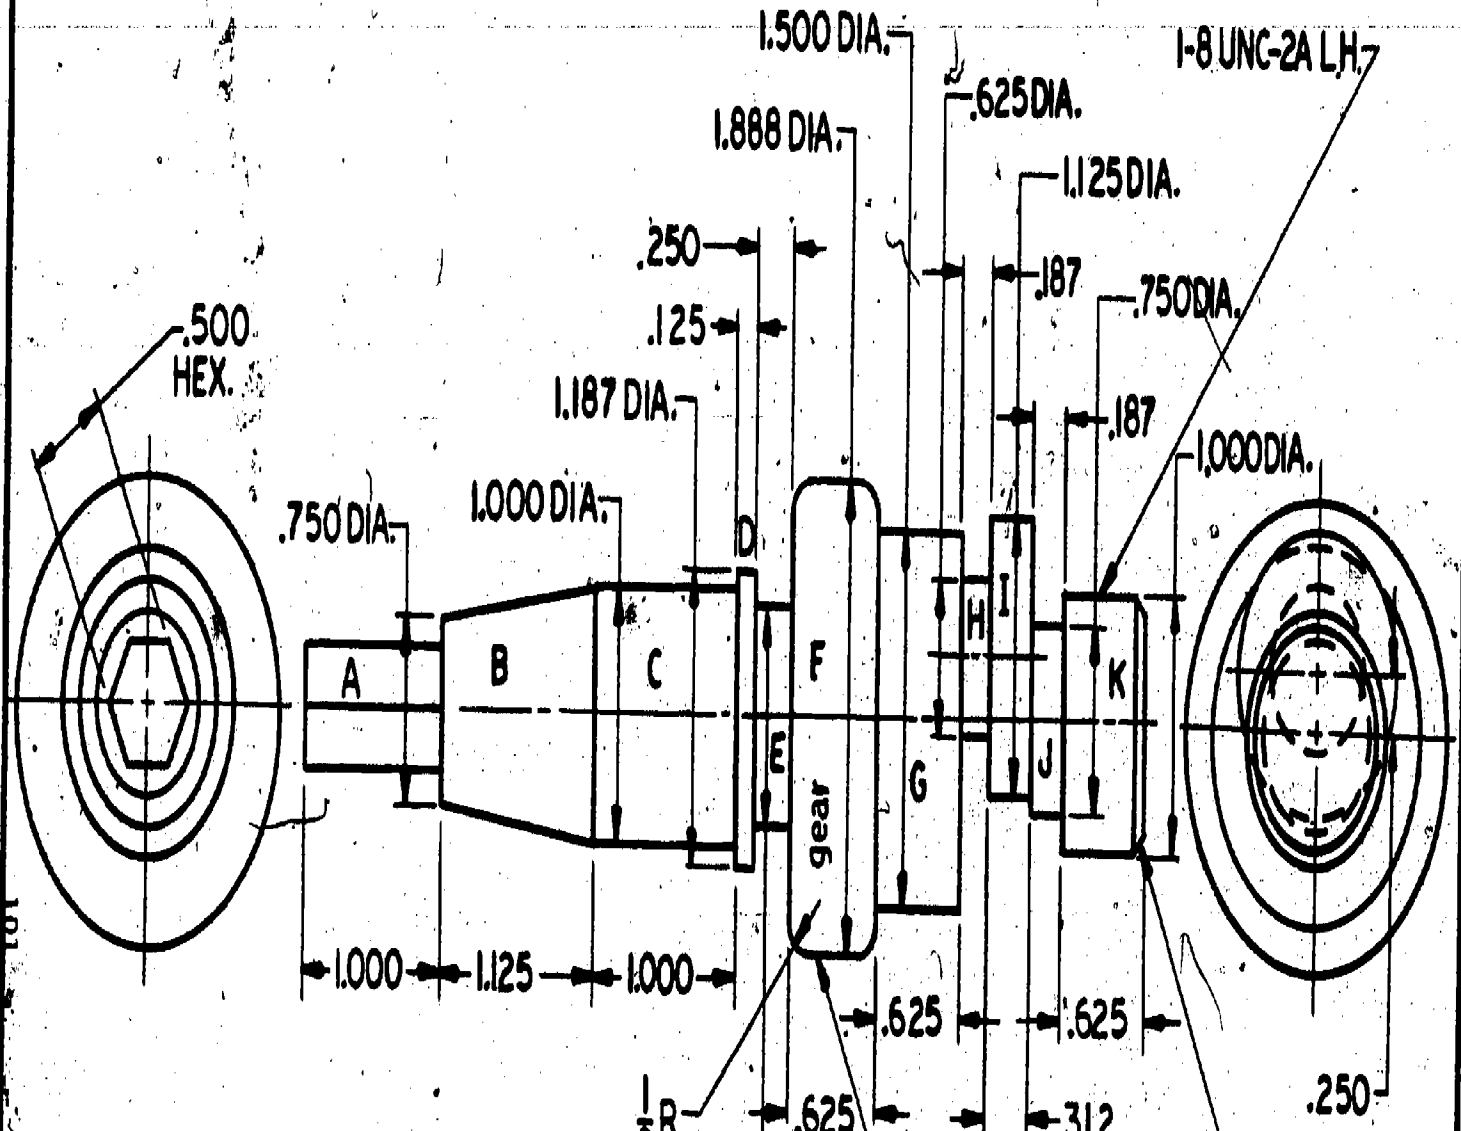 1.500 DIA.
1-8 UNC-2A L.H.
.625 DIA.
1.888 DIA.
1.125 DIA.
.250
.187
.750 DIA.
.125
.500
HEX.
1.187 DIA.
.187
1.000 DIA.
1.000 DIA.
.750 DIA.
D
A
B
C
E
F
G
H
I
J
K
gear
1.000
1.125
1.000
.625
.625
.250
1
R
.625
.312